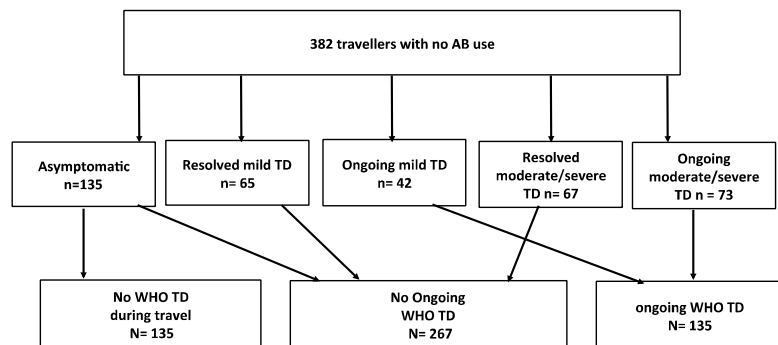 382 travellers with no AB use
Asymptomatic
n=135
Resolved mild TD
n= 65
Ongoing mild TD
n= 42
Resolved
moderate/severe
TD n= 67
Ongoing
moderate/severe
TD n = 73
No WHO TD
during travel
N= 135
No Ongoing
WHO TD
N= 267
ongoing WHO TD
N= 135